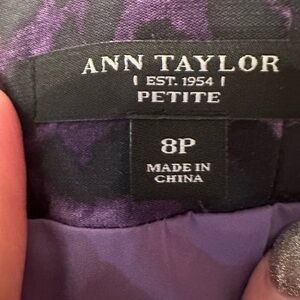 ANN TAYLOR
EST. 1954
PETITE
8P
MADE IN
CHINA